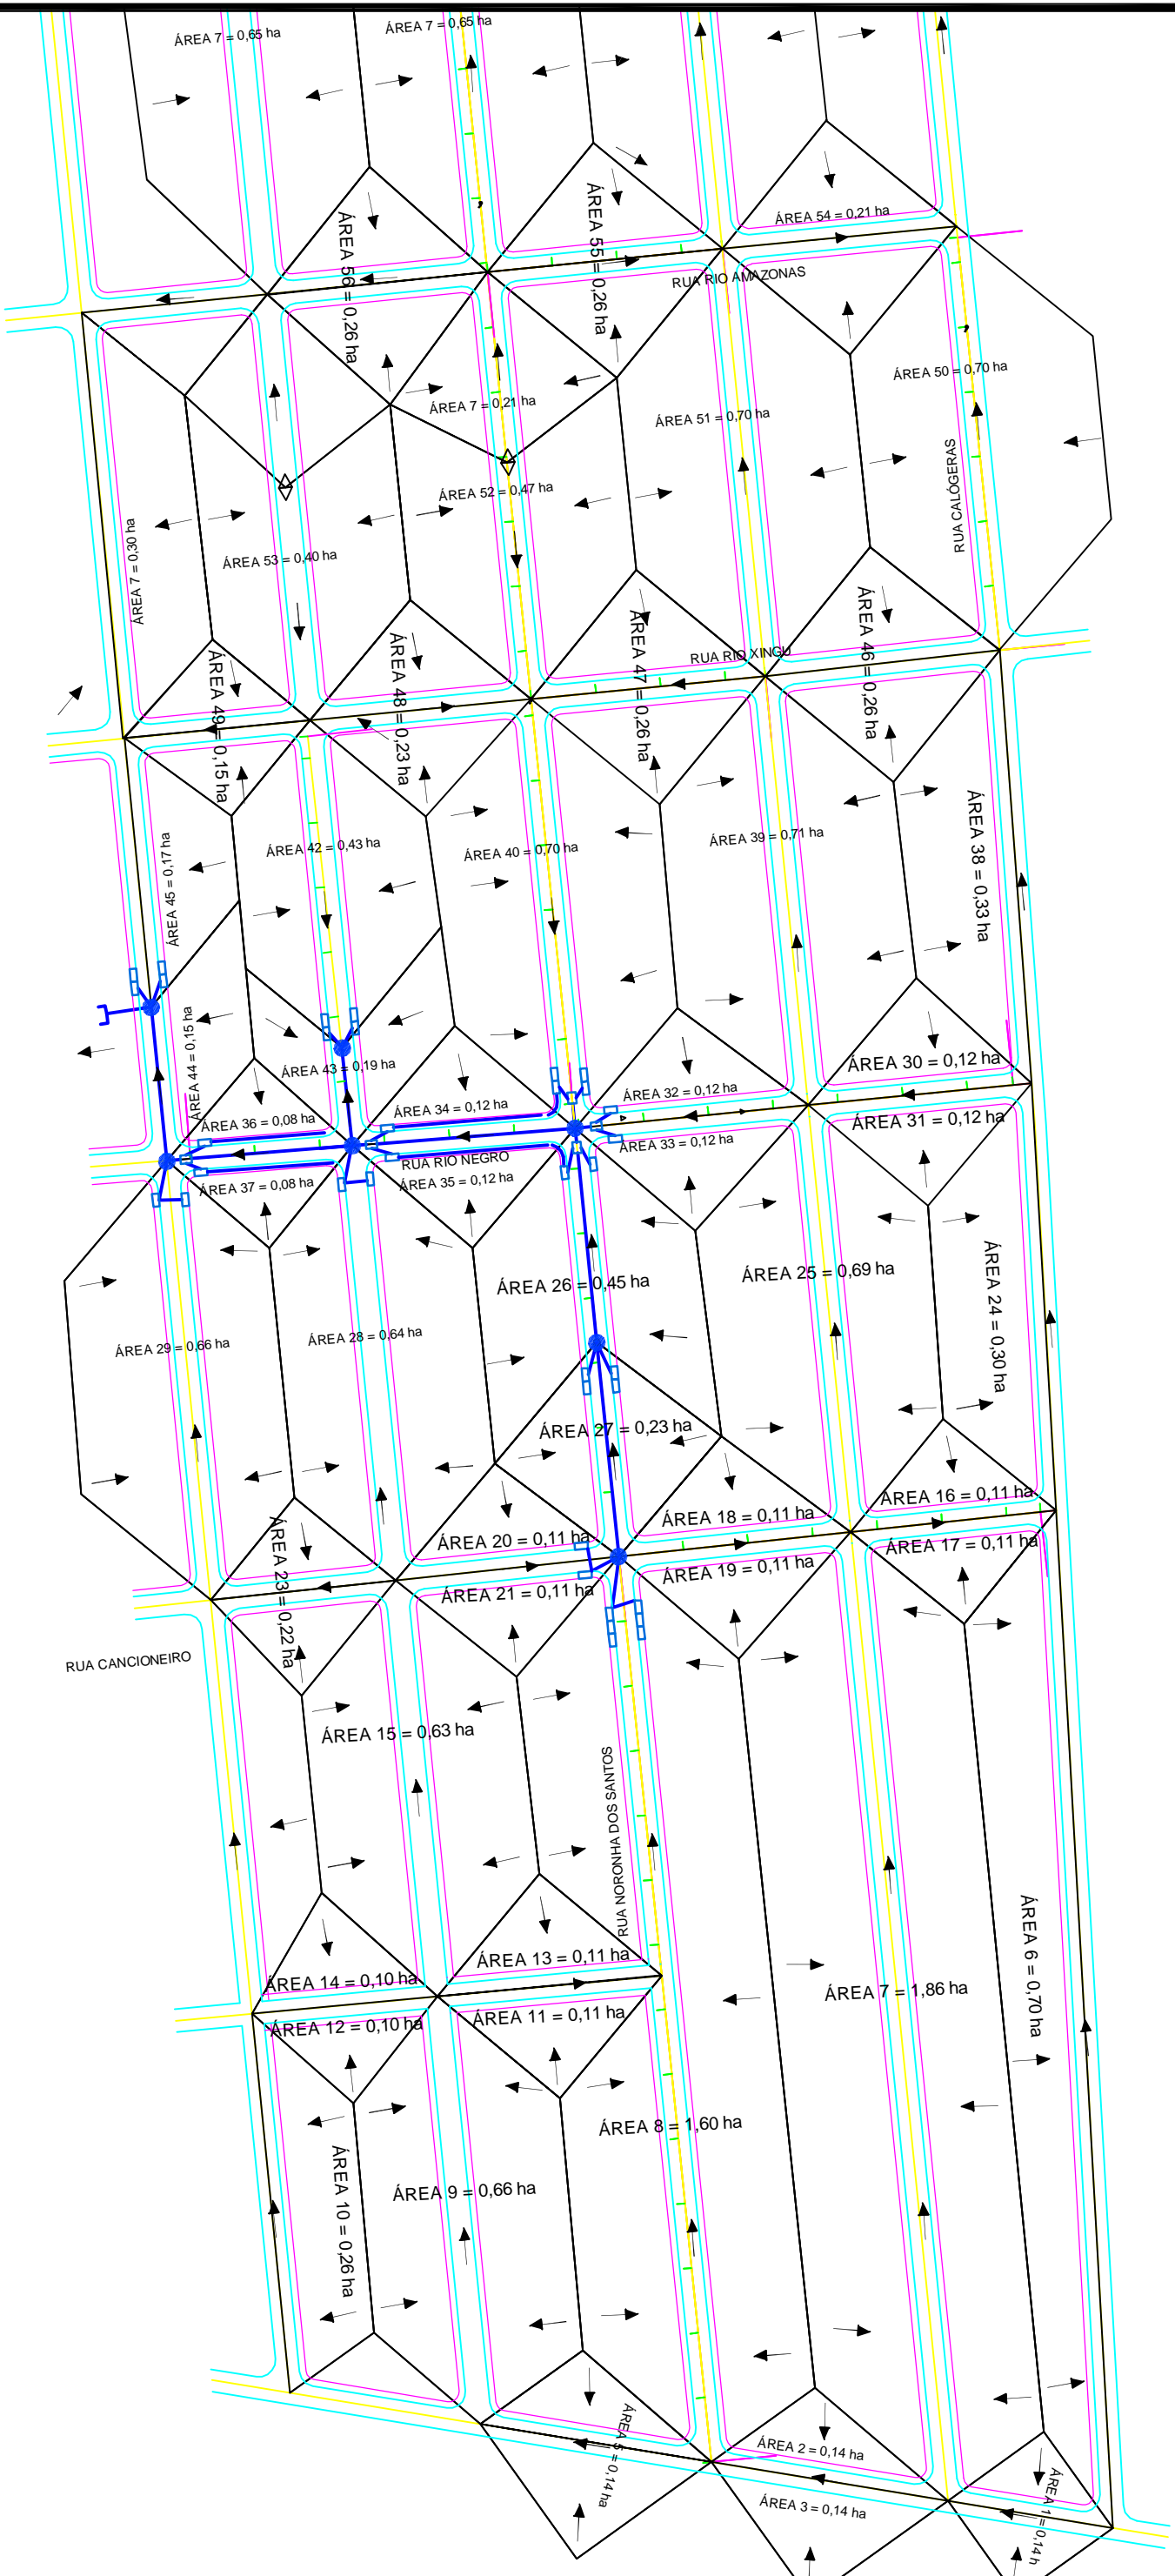 ÁREA 7 = 0,65 ha
ÁREA 7 = 0,65 ha
ÁREA 54 = 0,21 ha
ÁREA 55 = 0,26 ha
ÁREA 56 = 0,26 ha
RUA RIO AMAZONAS
ÁREA 50 = 0,70 ha
ÁREA 7 = 0,21 ha
ÁREA 51 = 0,70 ha
RUA CALÓGERAS
ÁREA 52 = 0,47 ha
ÁREA 7 = 0,30 ha
ÁREA 53 = 0,40 ha
ÁREA 46 = 0,26 ha
ÁREA 47 = 0,26 ha
RUA RIO XINGU
ÁREA 48 = 0,23 ha
ÁREA 49 = 0,15 ha
ÁREA 38 = 0,33 ha
ÁREA 39 = 0,71 ha
ÁREA 42 = 0,43 ha
ÁREA 40 = 0,70 ha
ÁREA 45 = 0,17 ha
ÁREA 44 = 0,15 ha
ÁREA 43 = 0,19 ha
ÁREA 30 = 0,12 ha
ÁREA 32 = 0,12 ha
ÁREA 34 = 0,12 ha
ÁREA 36 = 0,08 ha
ÁREA 31 = 0,12 ha
ÁREA 33 = 0,12 ha
RUA RIO NEGRO
ÁREA 37 = 0,08 ha
ÁREA 35 = 0,12 ha
ÁREA 26 = 0,45 ha
ÁREA 25 = 0,69 ha
ÁREA 24 = 0,30 ha
ÁREA 29 = 0,66 ha
ÁREA 28 = 0,64 ha
ÁREA 27 = 0,23 ha
ÁREA 16 = 0,11 ha
ÁREA 18 = 0,11 ha
ÁREA 20 = 0,11 ha
ÁREA 17 = 0,11 ha
ÁREA 19 = 0,11 ha
ÁREA 21 = 0,11 ha
ÁREA 23 = 0,22 ha
RUA CANCIONEIRO
ÁREA 15 = 0,63 ha
RUA NORONHA DOS SANTOS
ÁREA 13 = 0,11 ha
ÁREA 14 = 0,10 ha
ÁREA 7 = 1,86 ha
ÁREA 6 = 0,70 ha
ÁREA 11 = 0,11 ha
ÁREA 12 = 0,10 ha
ÁREA 8 = 1,60 ha
ÁREA 9 = 0,66 ha
ÁREA 10 = 0,26 ha
ÁREA 5 = 0,14 ha
ÁREA 2 = 0,14 ha
ÁREA 3 = 0,14 ha
ÁREA 1 = 0,14 h